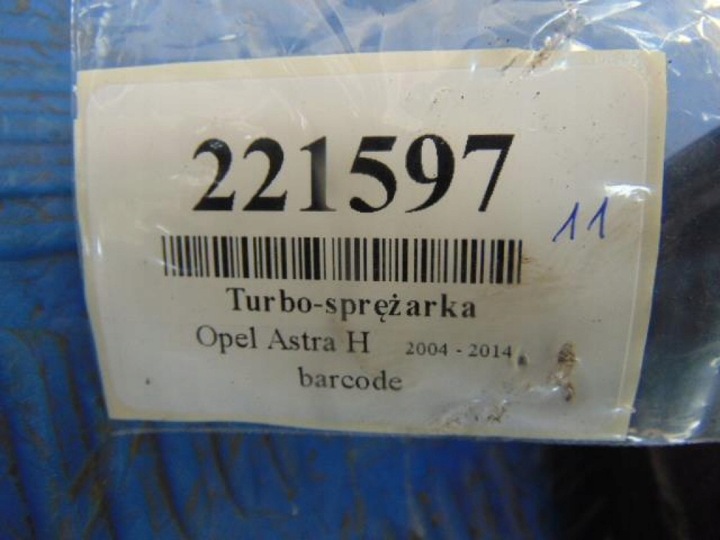 221597
11
Turbo-sprężarka
Opel Astra H 2004 - 2014
barcode